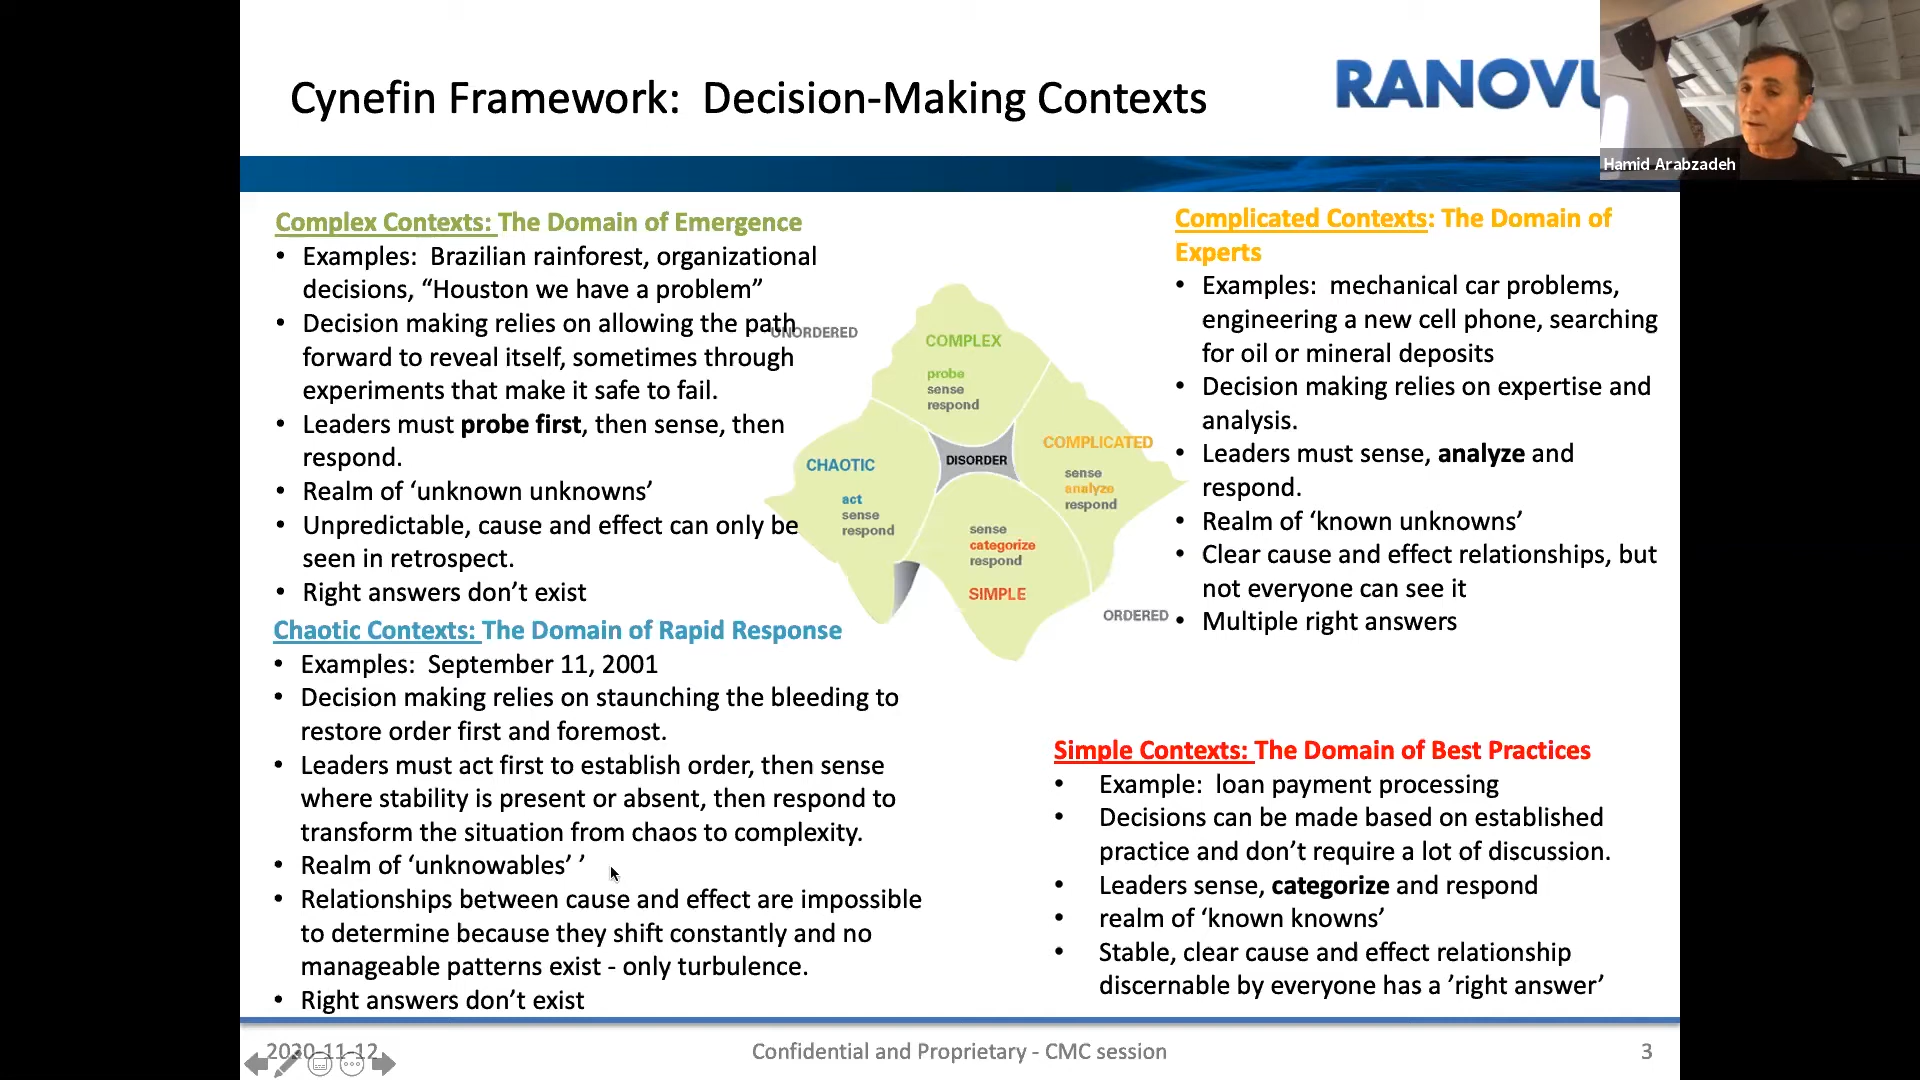 Cynefin Framework:  Decision-Making Contexts
RANOVU
Hamid Arabzadeh
Complex Contexts: The Domain of Emergence
• Examples:  Brazilian rainforest, organizational
decisions, “Houston we have a problem”
• Decision making relies on allowing the path
forward to reveal itself, sometimes through
experiments that make it safe to fail.
• Leaders must probe first, then sense, then
respond.
• Realm of ‘unknown unknowns’
• Unpredictable, cause and effect can only be
seen in retrospect.
• Right answers don’t exist
Chaotic Contexts: The Domain of Rapid Response
• Examples:  September 11, 2001
• Decision making relies on staunching the bleeding to
restore order first and foremost.
• Leaders must act first to establish order, then sense
where stability is present or absent, then respond to
transform the situation from chaos to complexity.
• Realm of ‘unknowables’ ’
• Relationships between cause and effect are impossible
to determine because they shift constantly and no
manageable patterns exist - only turbulence.
• Right answers don’t exist
UNORDERED
COMPLEX
probe
sense
respond
CHAOTIC
act
sense
respond
DISORDER
COMPLICATED
sense
analyze
respond
sense
categorize
respond
SIMPLE
ORDERED
Complicated Contexts: The Domain of
Experts
• Examples:  mechanical car problems,
engineering a new cell phone, searching
for oil or mineral deposits
• Decision making relies on expertise and
analysis.
• Leaders must sense, analyze and
respond.
• Realm of ‘known unknowns’
• Clear cause and effect relationships, but
not everyone can see it
• Multiple right answers
Simple Contexts: The Domain of Best Practices
• Example:  loan payment processing
• Decisions can be made based on established
practice and don’t require a lot of discussion.
• Leaders sense, categorize and respond
• realm of ‘known knowns’
• Stable, clear cause and effect relationship
discernable by everyone has a ’right answer’
2020-11-12
Confidential and Proprietary - CMC session
3